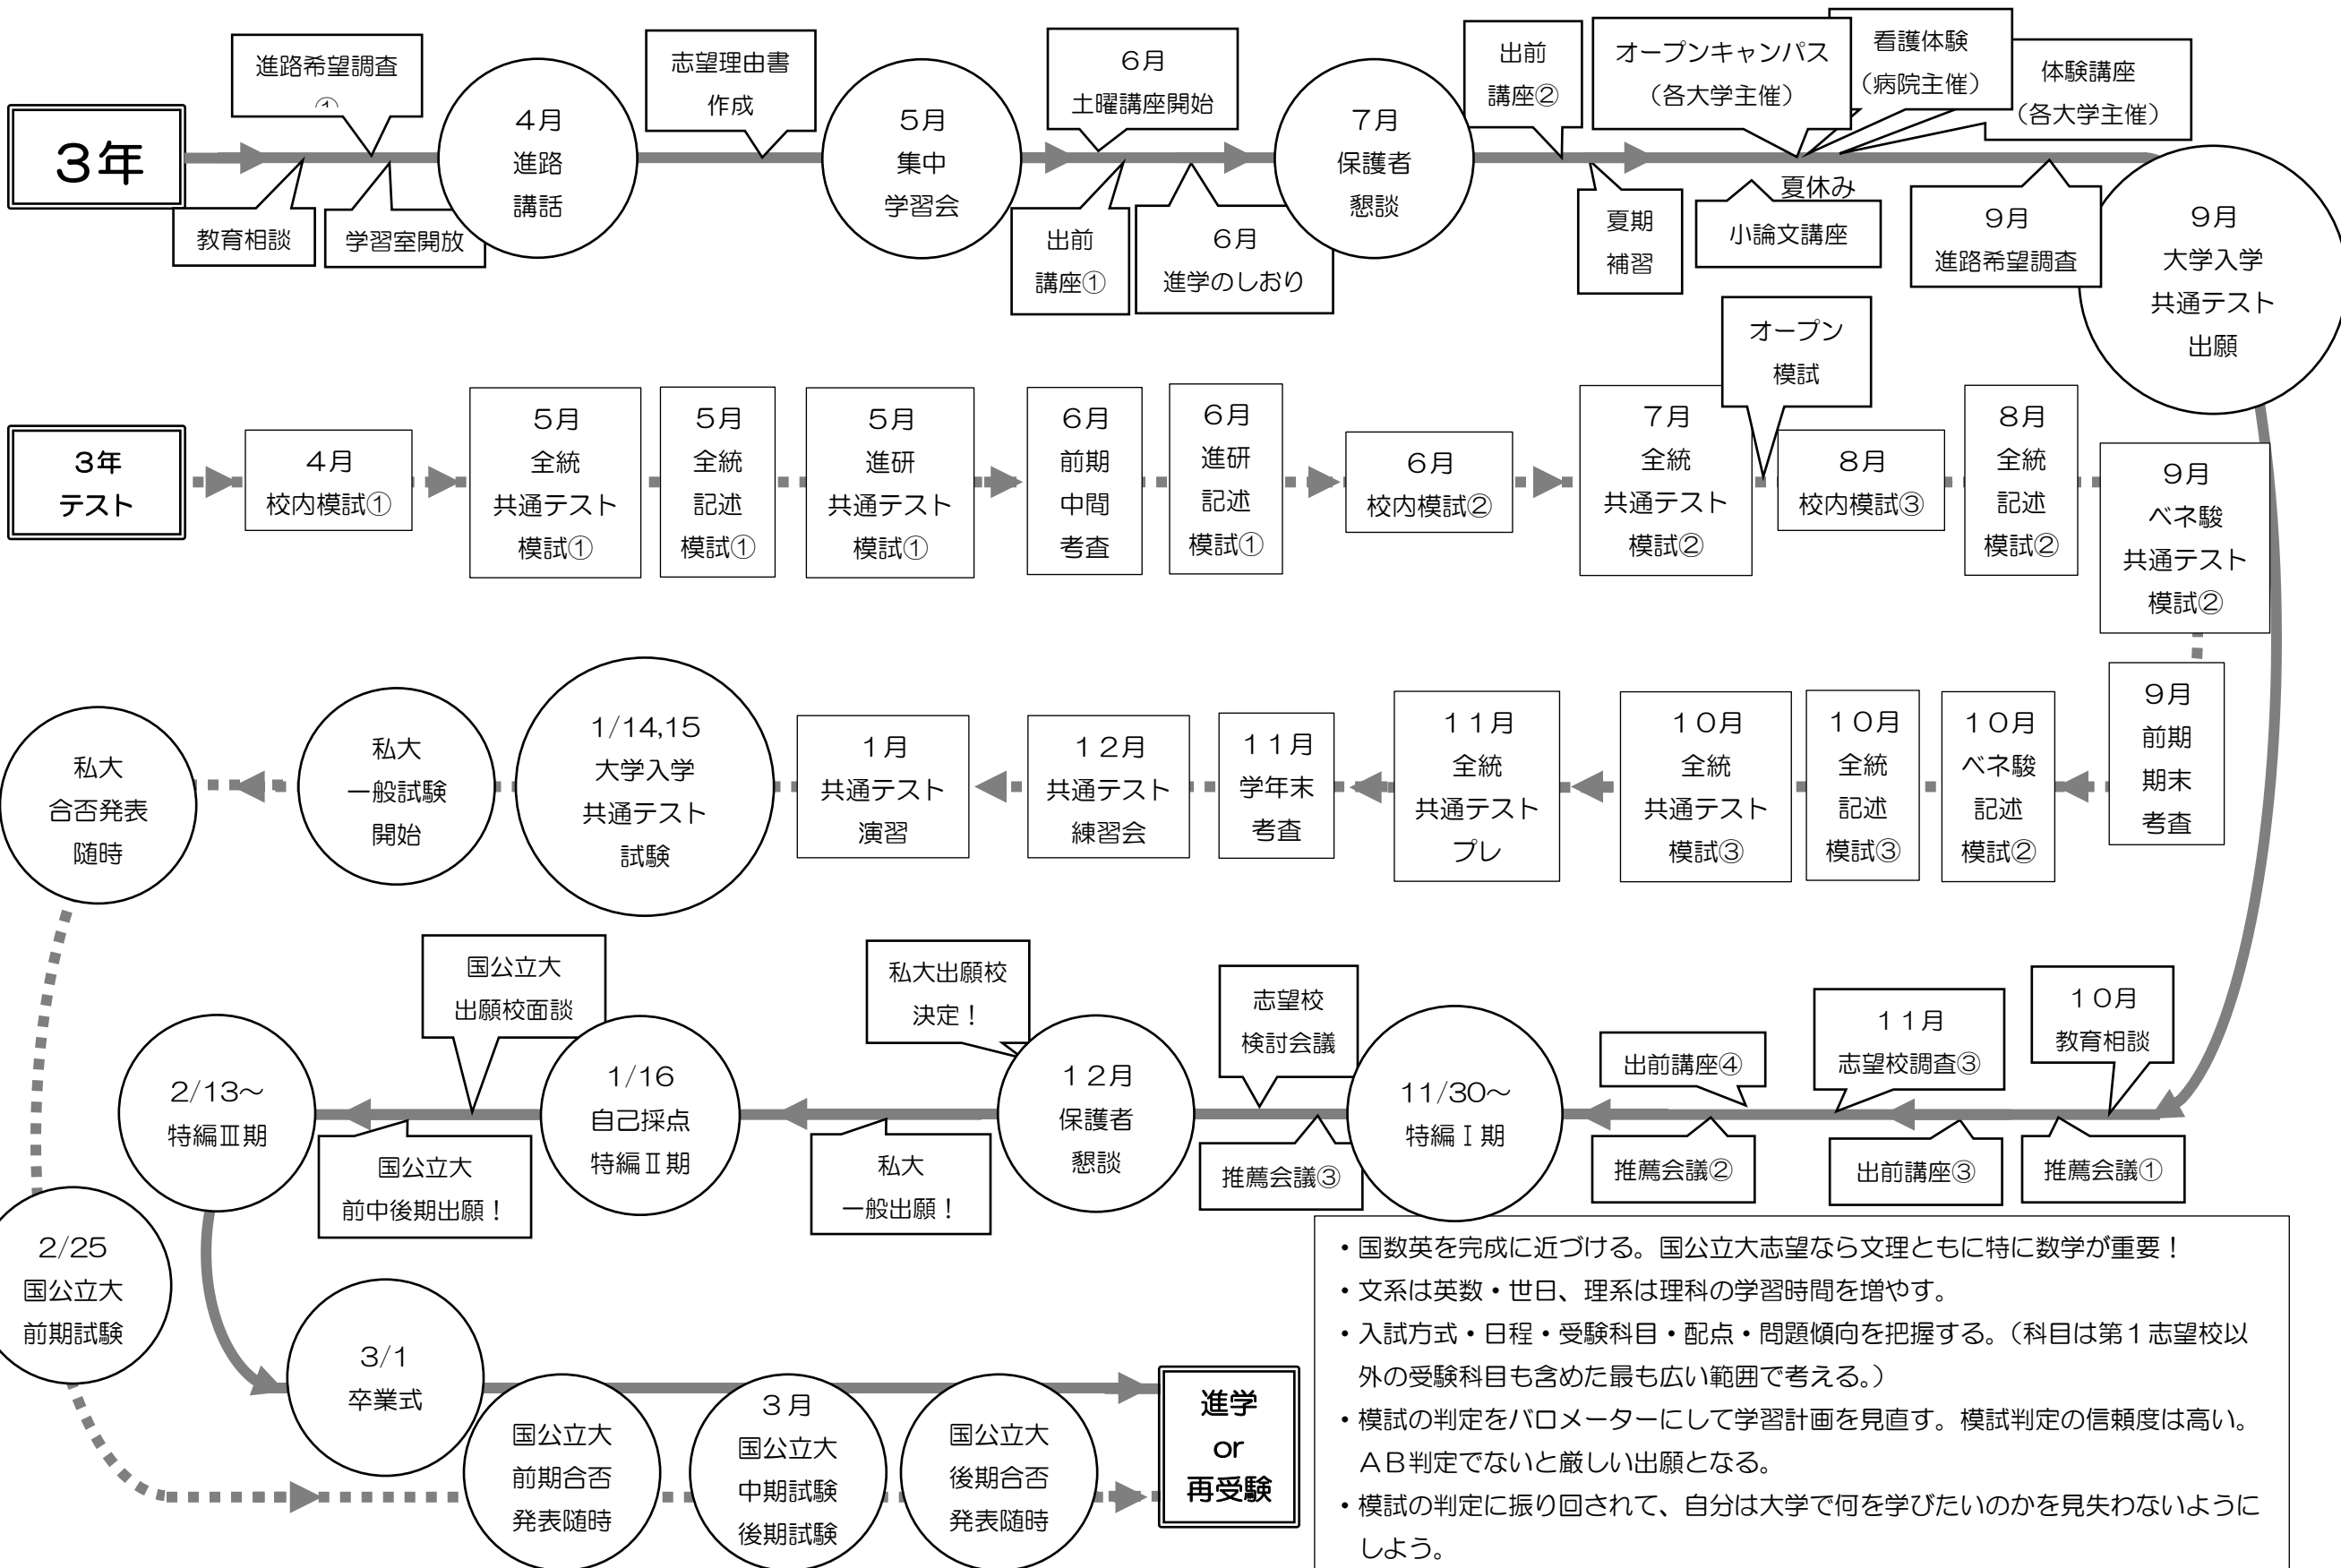 進路希望調査
①
志望理由書
作成
6月
土曜講座開始
出前
講座②
オープンキャンパス
（各大学主催）
看護体験
（病院主催）
体験講座
（各大学主催）
3年
4月
進路
講話
5月
集中
学習会
7月
保護者
懇談
教育相談
学習室開放
出前
講座①
6月
進学のしおり
夏期
補習
夏休み
小論文講座
9月
進路希望調査
9月
大学入学
共通テスト
出願
オープン
模試
3年
テスト
4月
校内模試①
5月
全統
共通テスト
模試①
5月
全統
記述
模試①
5月
進研
共通テスト
模試①
6月
前期
中間
考査
6月
進研
記述
模試①
6月
校内模試②
7月
全統
共通テスト
模試②
8月
校内模試③
8月
全統
記述
模試②
9月
ベネ駿
共通テスト
模試②
私大
合否発表
随時
私大
一般試験
開始
1/14,15
大学入学
共通テスト
試験
1月
共通テスト
演習
12月
共通テスト
練習会
11月
学年末
考査
11月
全統
共通テスト
プレ
10月
全統
共通テスト
模試③
10月
全統
記述
模試③
10月
ベネ駿
記述
模試②
9月
前期
期末
考査
国公立大
出願校面談
私大出願校
決定！
志望校
検討会議
出前講座④
11月
志望校調査③
10月
教育相談
2/13～
特編Ⅲ期
1/16
自己採点
特編Ⅱ期
12月
保護者
懇談
11/30～
特編Ⅰ期
国公立大
前中後期出願！
私大
一般出願！
推薦会議③
推薦会議②
出前講座③
推薦会議①
2/25
国公立大
前期試験
3/1
卒業式
国公立大
前期合否
発表随時
3月
国公立大
中期試験
後期試験
国公立大
後期合否
発表随時
進学
or
再受験
・国数英を完成に近づける。国公立大志望なら文理ともに特に数学が重要！
・文系は英数・世日、理系は理科の学習時間を増やす。
・入試方式・日程・受験科目・配点・問題傾向を把握する。（科目は第1志望校以
外の受験科目も含めた最も広い範囲で考える。）
・模試の判定をバロメーターにして学習計画を見直す。模試判定の信頼度は高い。
ＡＢ判定でないと厳しい出願となる。
・模試の判定に振り回されて、自分は大学で何を学びたいのかを見失わないように
しよう。